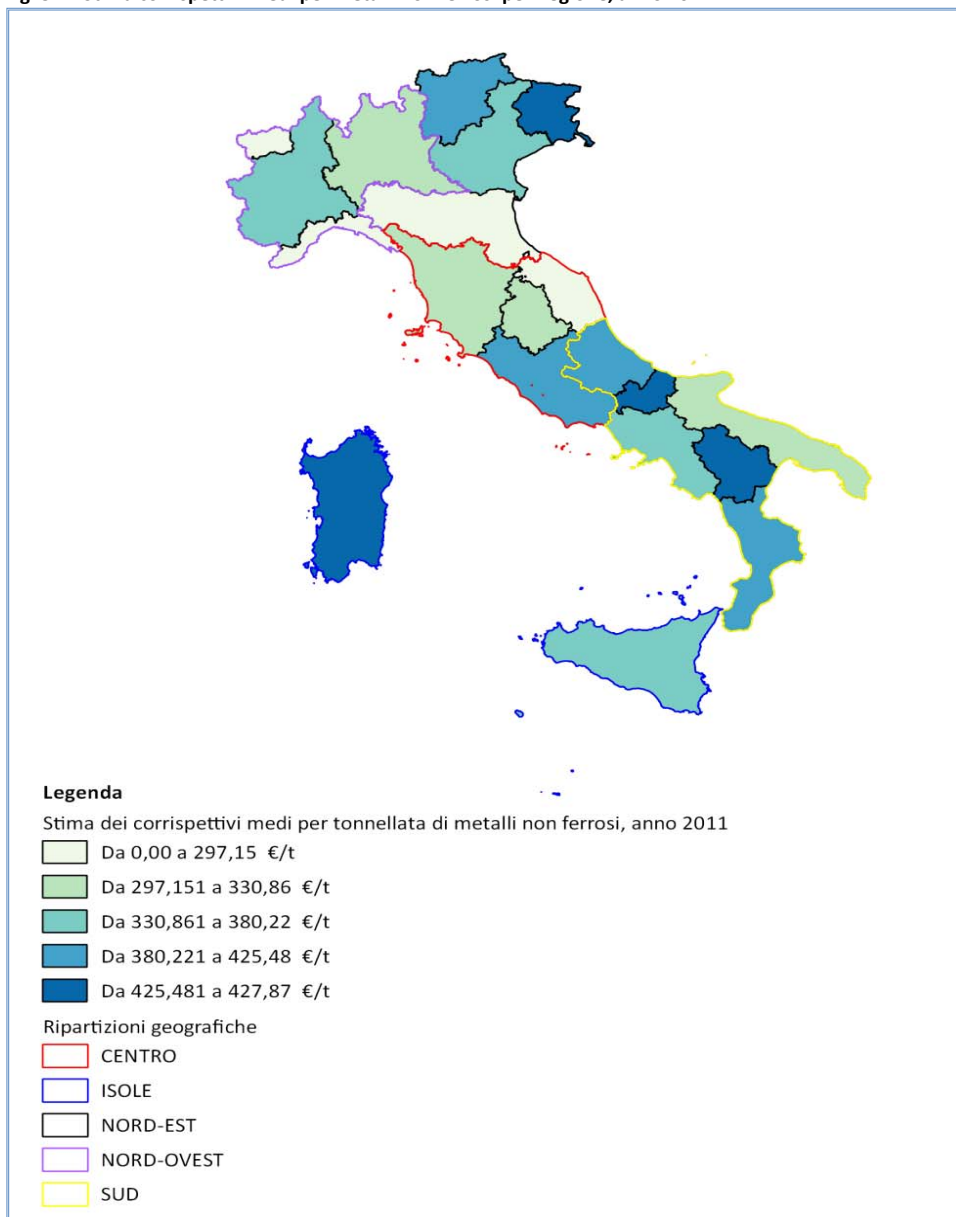 Legenda
Stima dei corrispettivi medi per tonnellata di metalli non ferrosi, anno 2011
Da 0,00 a 297,15 €/t
Da 297,151 a 330,86 €/t
Da 330,861 a 380,22 €/t
Da 380,221 a 425,48 €/t
Da 425,481 a 427,87 €/t
Ripartizioni geografiche
CENTRO
ISOLE
NORD-EST
NORD-OVEST
SUD